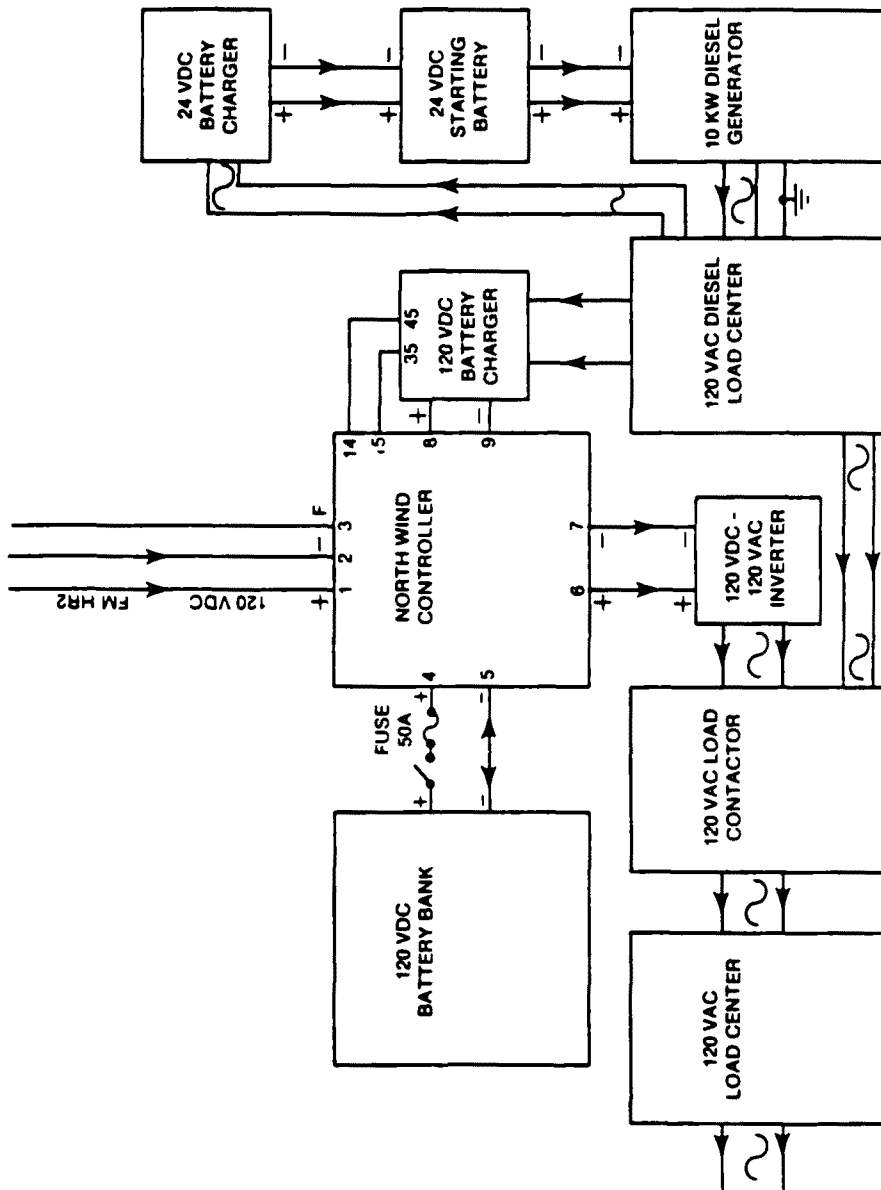 24 VDC
BATTERY
CHARGER
+
−
+
−
24 VDC
STARTING
BATTERY
+
−
+
−
10 KW DIESEL
GENERATOR
120 VAC DIESEL
LOAD CENTER
35
45
120 VDC
BATTERY
CHARGER
+
−
14
15
8
9
FM HR2
120 VDC
+
−
F
1
2
3
NORTH WIND
CONTROLLER
4
5
+
−
FUSE
50A
+
−
120 VDC
BATTERY BANK
6
7
+
−
+
−
120 VDC -
120 VAC
INVERTER
120 VAC LOAD
CONTACTOR
120 VAC
LOAD CENTER